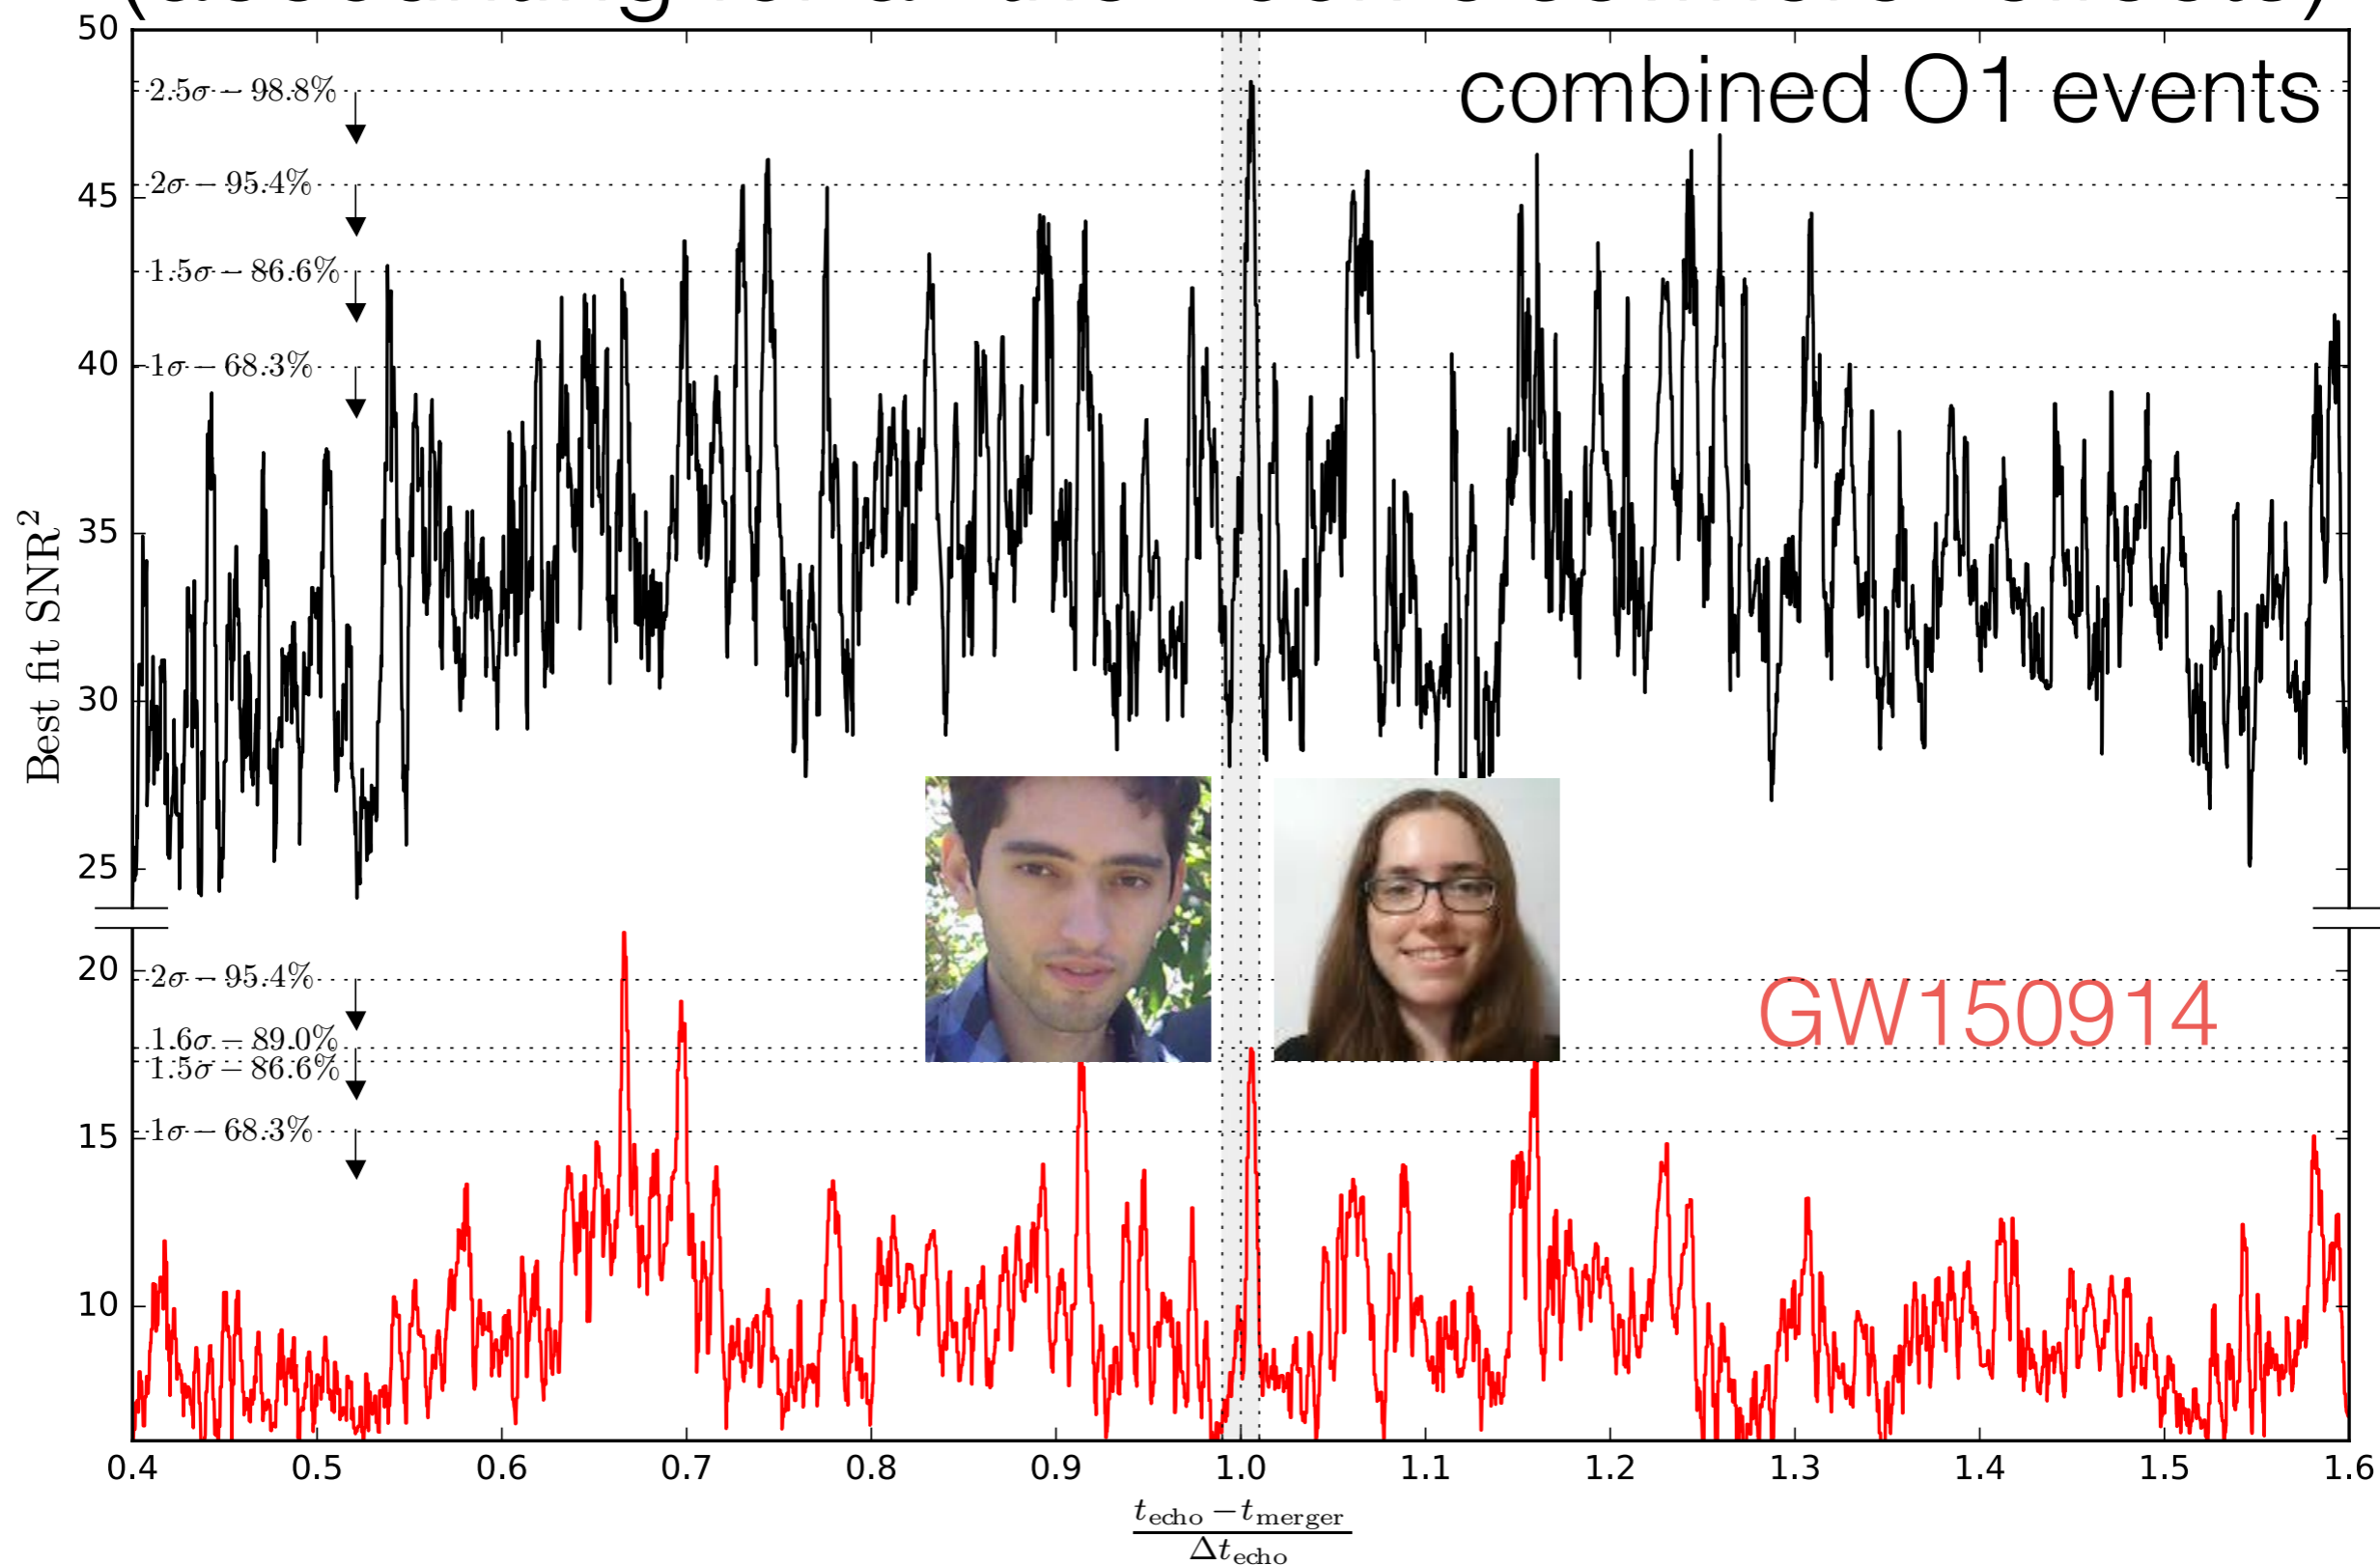 50
combined O1 events
2.5σ – 98.8%
2σ – 95.4%
45
1.5σ – 86.6%
40
1σ – 68.3%
35
Best fit SNR²
30
25
20
2σ – 95.4%
GW150914
1.6σ – 89.0%
1.5σ – 86.6%
15
1σ – 68.3%
10
0.4 0.5 0.6 0.7 0.8 0.9 1.0 1.1 1.2 1.3 1.4 1.5 1.6
t_echo − t_merger
Δt_echo